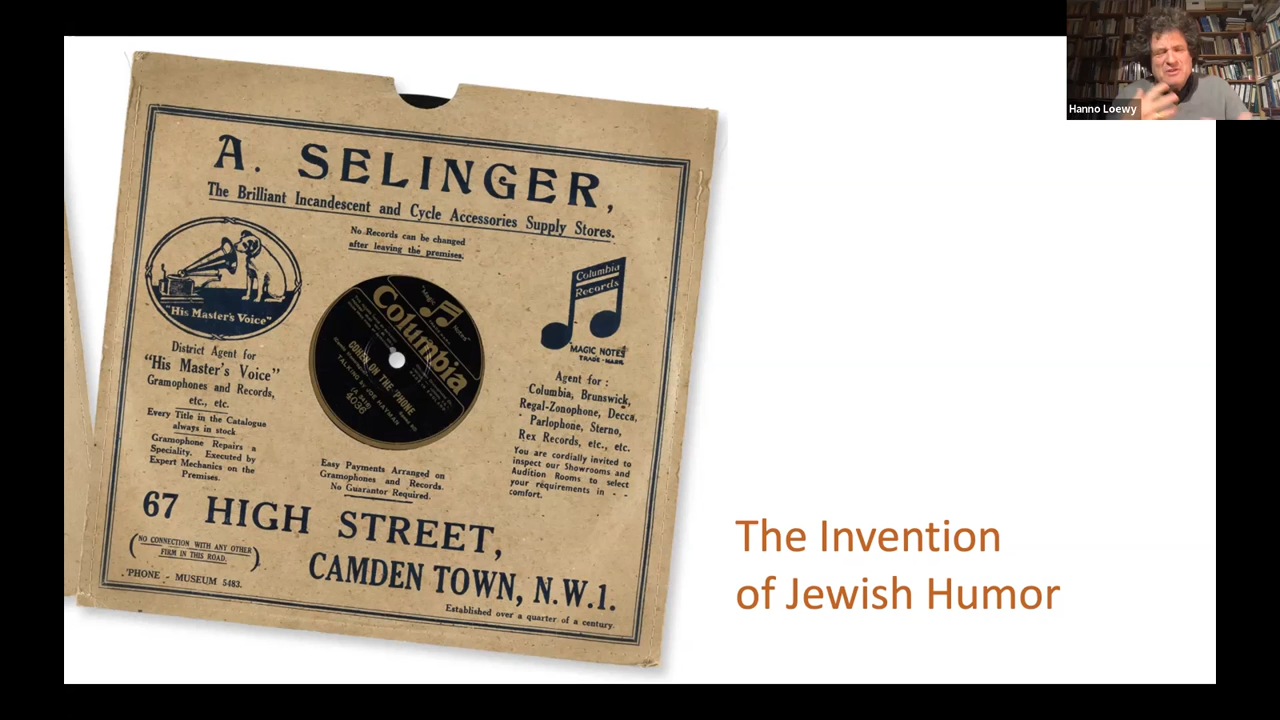 Hanno Loewy
A. SELINGER,
The Brilliant Incandescent and Cycle Accessories Supply Stores.
No Records can be changed
after leaving the premises.
"His Master's Voice"
District Agent for
"His Master's Voice"
Gramophones and Records,
etc., etc.
Every Title in the Catalogue
always in stock.
Gramophone Repairs a
Speciality. Executed by
Expert Mechanics on the
Premises.
"Magic Notes"
Columbia
COHEN ON THE 'PHONE
TALKING BY JOE HAYMAN
4036
Easy Payments Arranged on
Gramophones and Records.
No Guarantor Required.
Columbia
Records
MAGIC NOTES
TRADE-MARK
Agent for :
Columbia, Brunswick,
Regal-Zonophone, Decca,
Parlophone, Sterno,
Rex Records, etc., etc.
You are cordially invited to
inspect our Showrooms and
Audition Rooms to select
your requirements in - -
comfort.
67 HIGH STREET,
(NO CONNECTION WITH ANY OTHER
FIRM IN THIS ROAD.)
CAMDEN TOWN, N.W.1.
'PHONE - MUSEUM 5483.
Established over a quarter of a century.
The Invention
of Jewish Humor